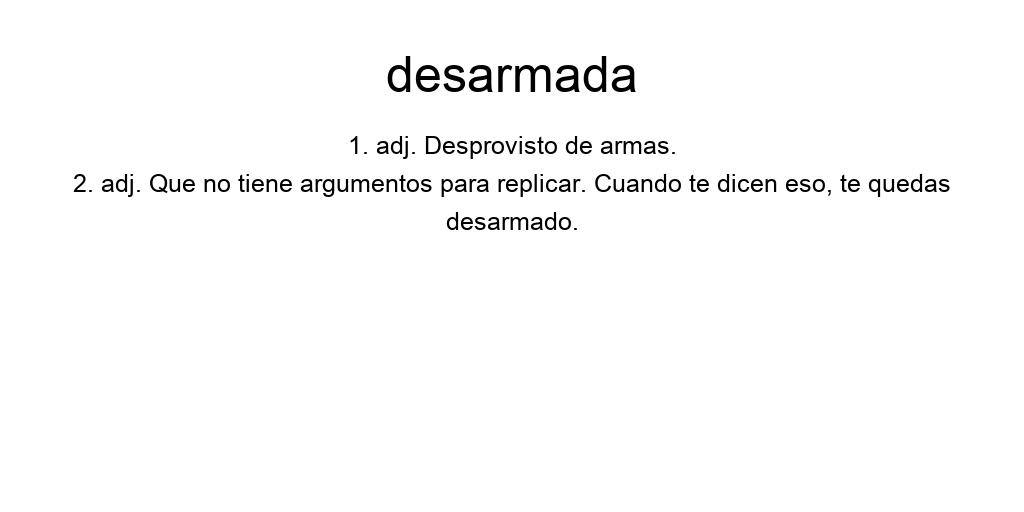 desarmada
1. adj. Desprovisto de armas.
2. adj. Que no tiene argumentos para replicar. Cuando te dicen eso, te quedas
desarmado.